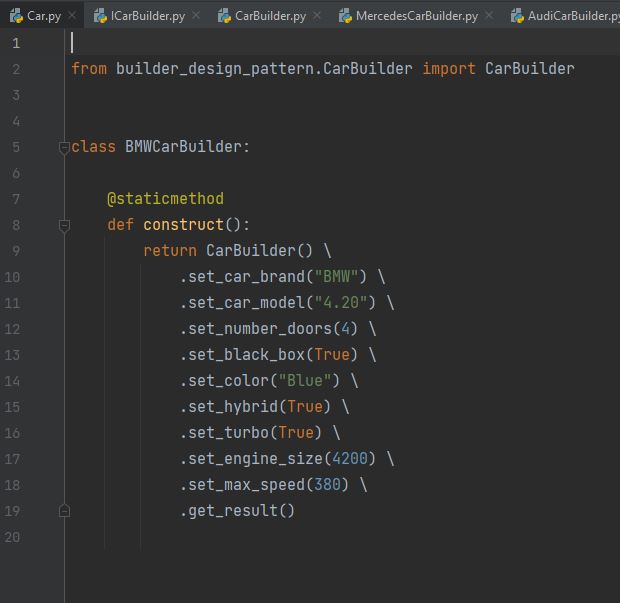 Car.py ICarBuilder.py CarBuilder.py MercedesCarBuilder.py AudiCarBuilder.py
1
2 from builder_design_pattern.CarBuilder import CarBuilder
3
4
5 class BMWCarBuilder:
6
7     @staticmethod
8     def construct():
9         return CarBuilder() \
10             .set_car_brand("BMW") \
11             .set_car_model("4.20") \
12             .set_number_doors(4) \
13             .set_black_box(True) \
14             .set_color("Blue") \
15             .set_hybrid(True) \
16             .set_turbo(True) \
17             .set_engine_size(4200) \
18             .set_max_speed(380) \
19             .get_result()
20